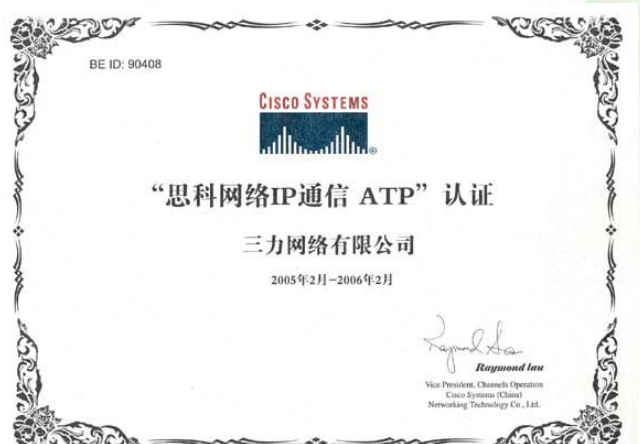 BE ID: 90408
CISCO SYSTEMS
“思科网络IP通信 ATP”认证
三力网络有限公司
2005年2月-2006年2月
Raymond lau
Vice President, Channels Operation
Cisco Systems (China)
Networking Technology Co., Ltd.